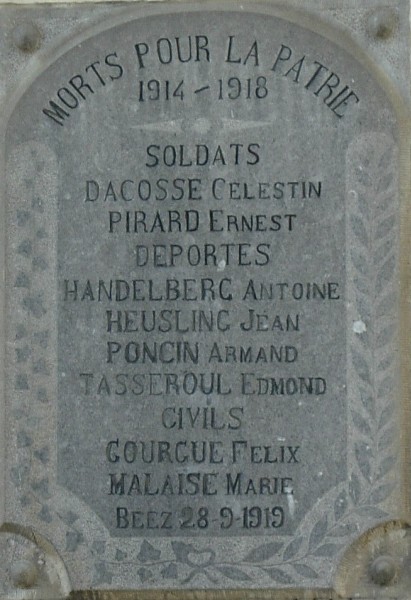 MORTS POUR LA PATRIE
1914 - 1918
SOLDATS
DACOSSE CELESTIN
PIRARD ERNEST
DEPORTES
HANDELBERG ANTOINE
HEUSLING JEAN
PONCIN ARMAND
TASSEROUL EDMOND
CIVILS
GOURGUE FELIX
MALAISE MARIE
BEEZ 28-9-1919